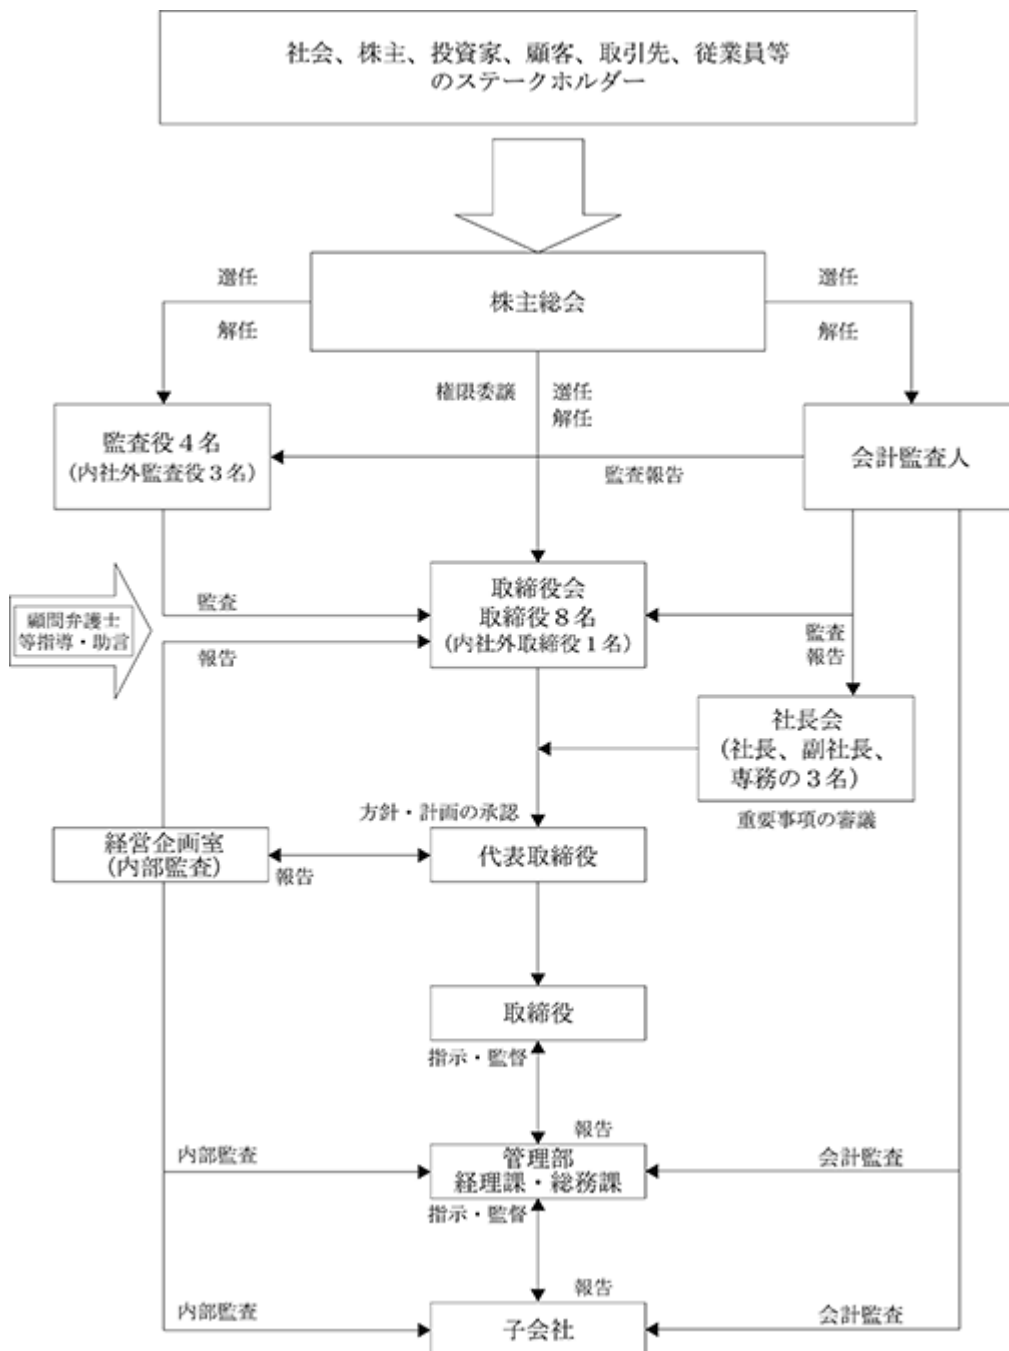 社会、株主、投資家、顧客、取引先、従業員等
のステークホルダー
株主総会
選任
解任
選任
解任
権限委譲
選任
解任
監査役4名
(内社外監査役3名)
会計監査人
監査報告
取締役会
取締役8名
(内社外取締役1名)
顧問弁護士
等指導・助言
監査
報告
監査
報告
社長会
(社長、副社長、
専務の3名)
重要事項の審議
方針・計画の承認
経営企画室
(内部監査)
報告
代表取締役
取締役
指示・監督
報告
内部監査
管理部
経理課・総務課
会計監査
指示・監督
報告
内部監査
子会社
会計監査